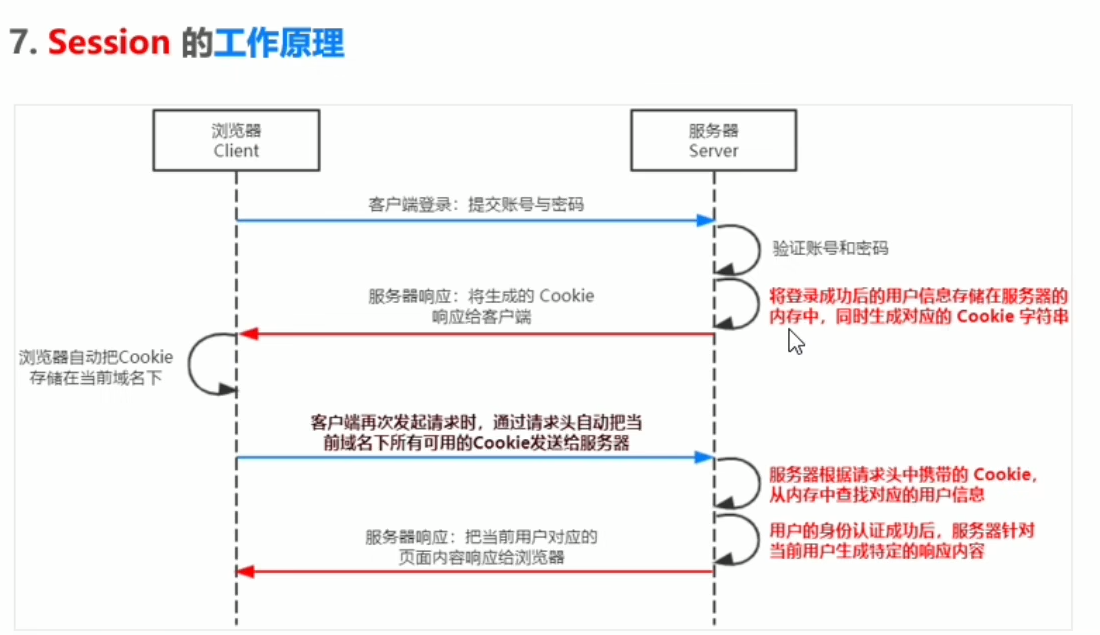 7. Session 的工作原理
浏览器
Client
服务器
Server
客户端登录：提交账号与密码
验证账号和密码
将登录成功后的用户信息存储在服务器的
内存中，同时生成对应的 Cookie 字符串
服务器响应：将生成的 Cookie
响应给客户端
浏览器自动把Cookie
存储在当前域名下
客户端再次发起请求时，通过请求头自动把当
前域名下所有可用的Cookie发送给服务器
服务器根据请求头中携带的 Cookie，
从内存中查找对应的用户信息
用户的身份认证成功后，服务器针对
当前用户生成特定的响应内容
服务器响应：把当前用户对应的
页面内容响应给浏览器